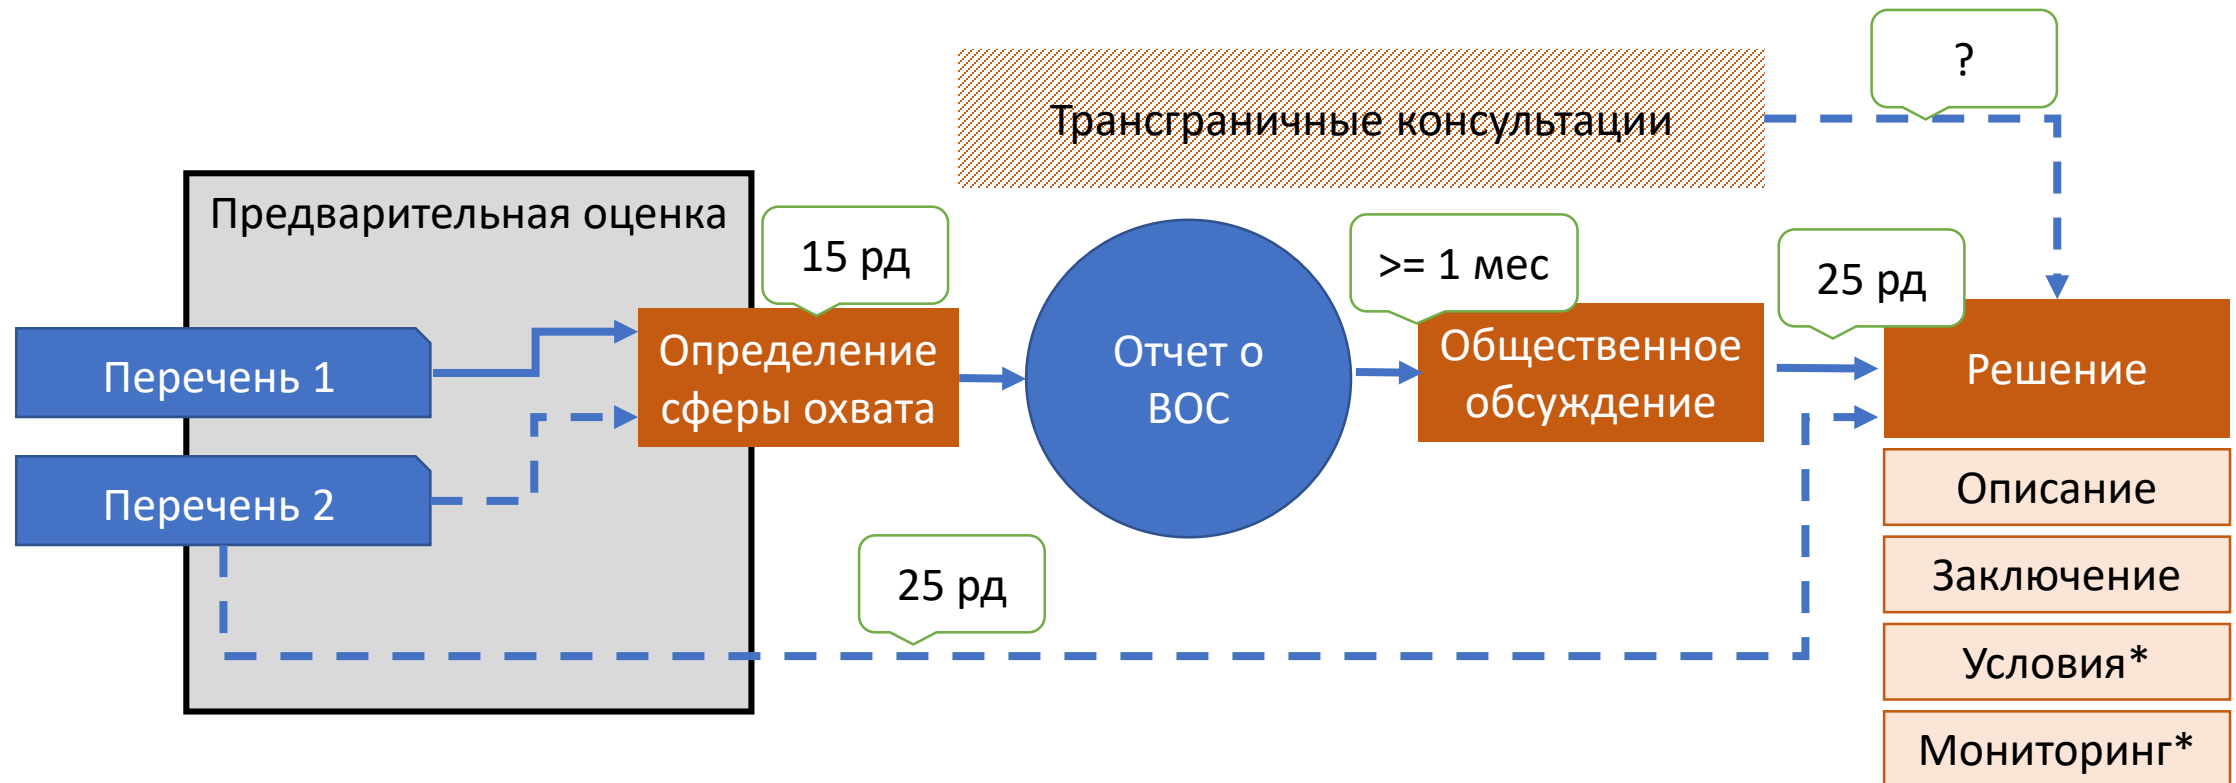 ?
Трансграничные консультации
Предварительная оценка
15 рд
>= 1 мес
25 рд
Перечень 1
Определение
сферы охвата
Отчет о
ВОС
Общественное
обсуждение
Решение
Перечень 2
Описание
25 рд
Заключение
Условия*
Мониторинг*